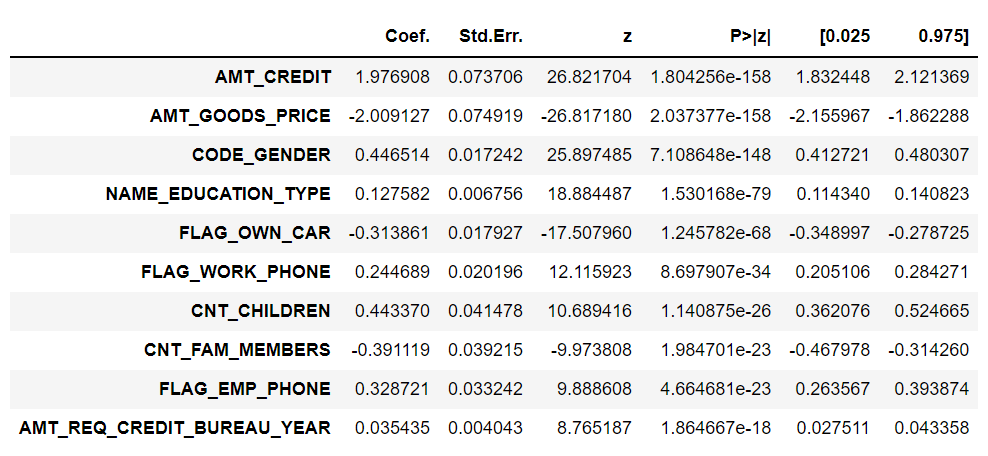 Coef. Std.Err. z P>|z| [0.025 0.975]
AMT_CREDIT 1.976908 0.073706 26.821704 1.804256e-158 1.832448 2.121369
AMT_GOODS_PRICE -2.009127 0.074919 -26.817180 2.037377e-158 -2.155967 -1.862288
CODE_GENDER 0.446514 0.017242 25.897485 7.108648e-148 0.412721 0.480307
NAME_EDUCATION_TYPE 0.127582 0.006756 18.884487 1.530168e-79 0.114340 0.140823
FLAG_OWN_CAR -0.313861 0.017927 -17.507960 1.245782e-68 -0.348997 -0.278725
FLAG_WORK_PHONE 0.244689 0.020196 12.115923 8.697907e-34 0.205106 0.284271
CNT_CHILDREN 0.443370 0.041478 10.689416 1.140875e-26 0.362076 0.524665
CNT_FAM_MEMBERS -0.391119 0.039215 -9.973808 1.984701e-23 -0.467978 -0.314260
FLAG_EMP_PHONE 0.328721 0.033242 9.888608 4.664681e-23 0.263567 0.393874
AMT_REQ_CREDIT_BUREAU_YEAR 0.035435 0.004043 8.765187 1.864667e-18 0.027511 0.043358